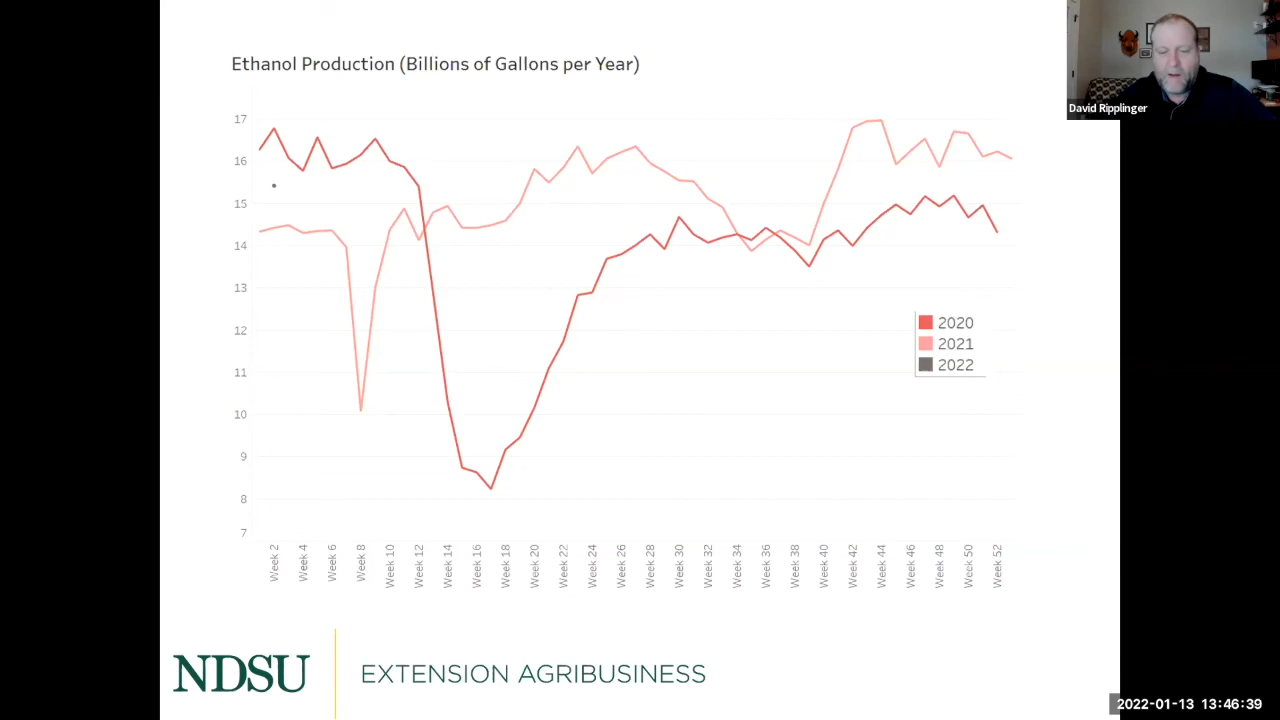 Ethanol Production (Billions of Gallons per Year)
David Ripplinger
17
16
15
14
13
12
11
10
9
8
7
2020
2021
2022
Week 2
Week 4
Week 6
Week 8
Week 10
Week 12
Week 14
Week 16
Week 18
Week 20
Week 22
Week 24
Week 26
Week 28
Week 30
Week 32
Week 34
Week 36
Week 38
Week 40
Week 42
Week 44
Week 46
Week 48
Week 50
Week 52
NDSU
EXTENSION AGRIBUSINESS
2022-01-13 13:46:39